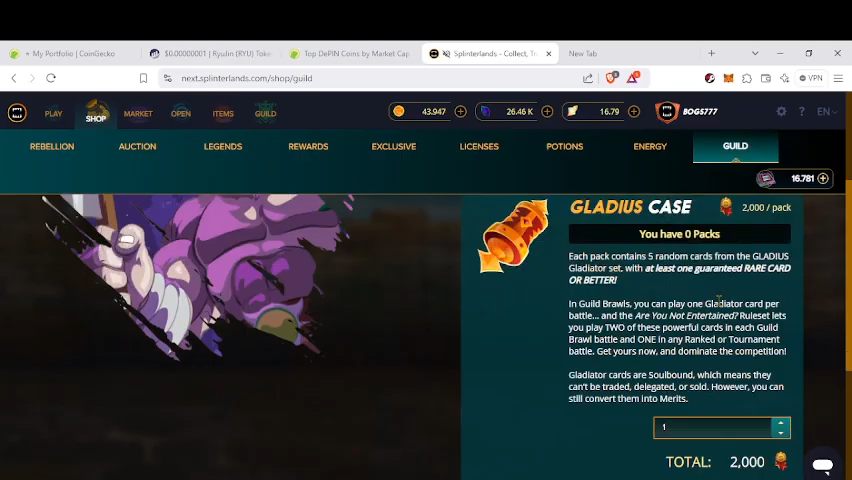 My Portfolio | CoinGecko
$0.00000001 | RyuJin (RYU) Toke
Top DePIN Coins by Market Cap
Splinterlands - Collect, Tr
New Tab
next.splinterlands.com/shop/guild
VPN
PLAY
SHOP
MARKET
OPEN
ITEMS
GUILD
43.947
26.46 K
16.79
BOGS777
EN
REBELLION
AUCTION
LEGENDS
REWARDS
EXCLUSIVE
LICENSES
POTIONS
ENERGY
GUILD
16.781
GLADIUS CASE
2,000 / pack
You have 0 Packs
Each pack contains 5 random cards from the GLADIUS
Gladiator set, with at least one guaranteed RARE CARD
OR BETTER!
In Guild Brawls, you can play one Gladiator card per
battle... and the Are You Not Entertained? Ruleset lets
you play TWO of these powerful cards in each Guild
Brawl battle and ONE in any Ranked or Tournament
battle. Get yours now, and dominate the competition!
Gladiator cards are Soulbound, which means they
can't be traded, delegated, or sold. However, you can
still convert them into Merits.
1
TOTAL: 2,000